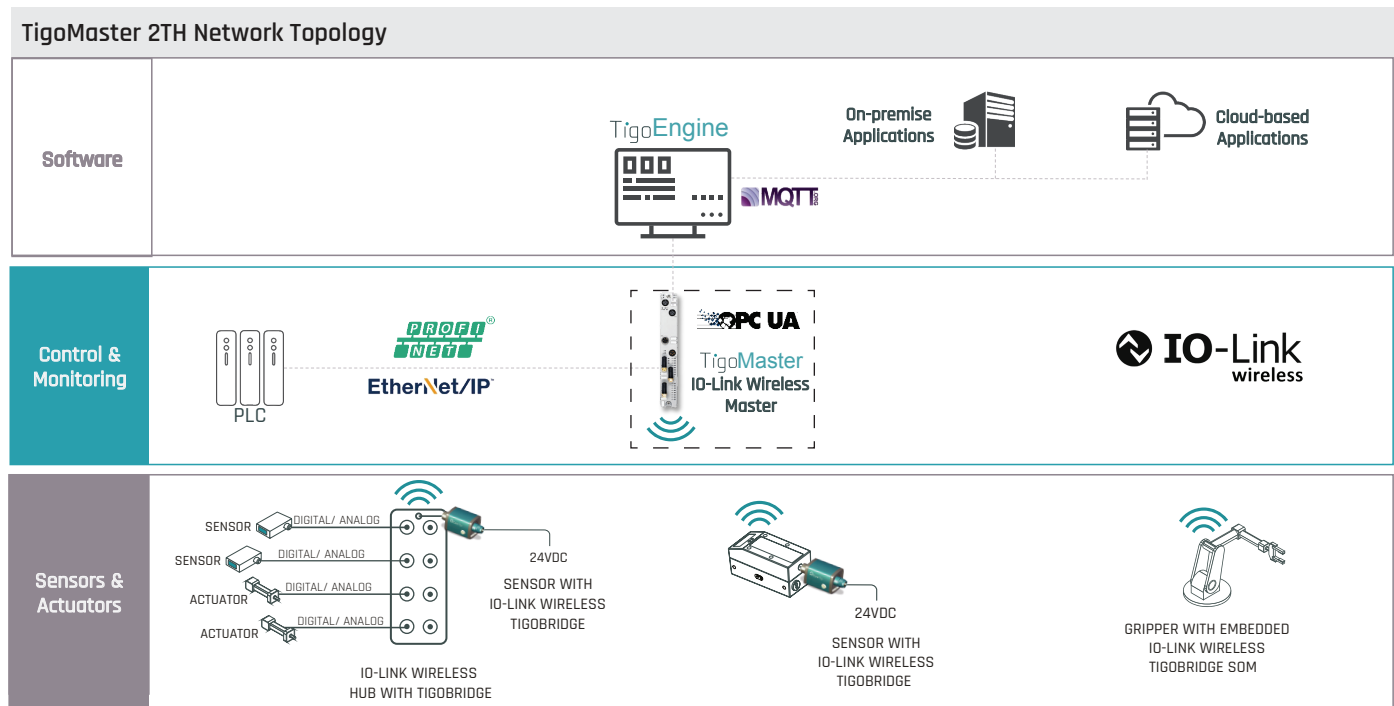 TigoMaster 2TH Network Topology
Software
TigoEngine
MQTT
.ORG
On-premise
Applications
Cloud-based
Applications
Control &
Monitoring
PLC
PROFI®
NET
EtherNet/IP™
OPC UA
TigoMaster
IO-Link Wireless
Master
IO-Link
wireless
Sensors &
Actuators
SENSOR
DIGITAL/ ANALOG
SENSOR
DIGITAL/ ANALOG
ACTUATOR
DIGITAL/ ANALOG
ACTUATOR
DIGITAL/ ANALOG
24VDC
SENSOR WITH
IO-LINK WIRELESS
TIGOBRIDGE
IO-LINK WIRELESS
HUB WITH TIGOBRIDGE
24VDC
SENSOR WITH
IO-LINK WIRELESS
TIGOBRIDGE
GRIPPER WITH EMBEDDED
IO-LINK WIRELESS
TIGOBRIDGE SOM